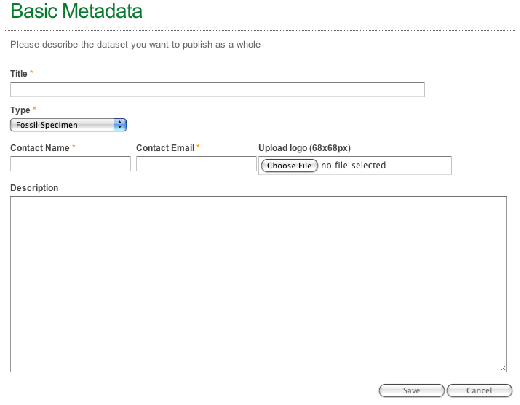 Basic Metadata
Please describe the dataset you want to publish as a whole
Title *
Type *
Fossil Specimen
Contact Name * Contact Email * Upload logo (68x68px)
Choose File no file selected
Description
Save Cancel